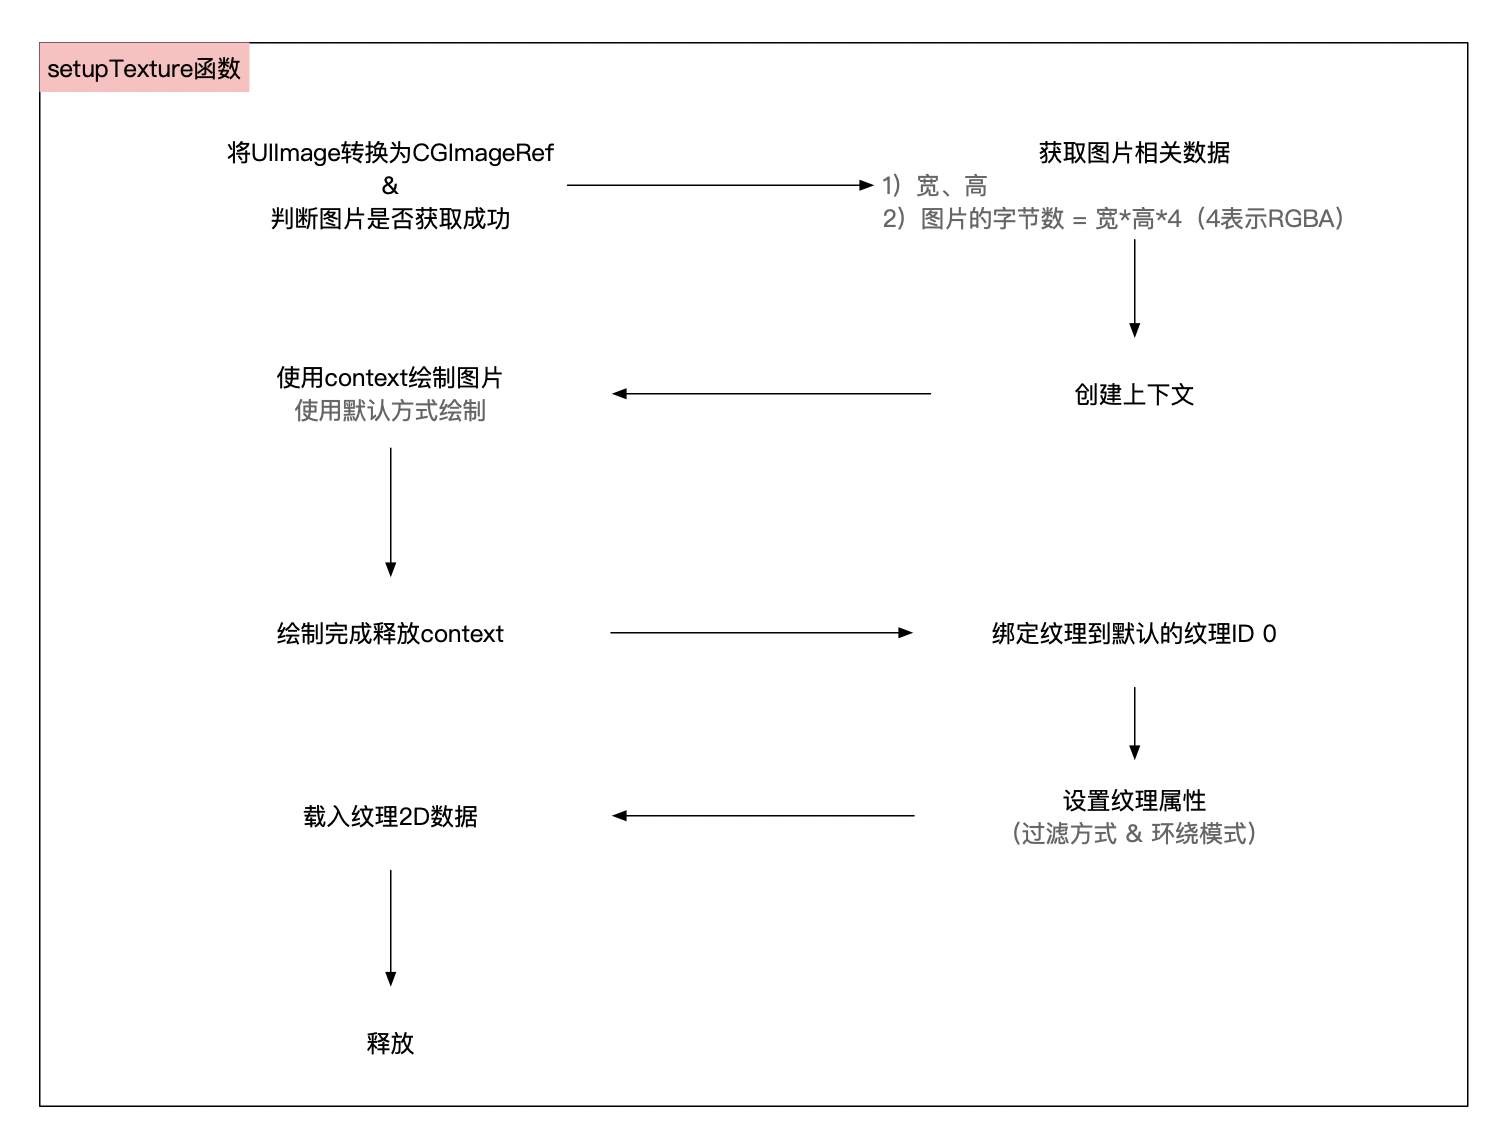 setupTexture函数
将UIImage转换为CGImageRef
&
判断图片是否获取成功
获取图片相关数据
1）宽、高
2）图片的字节数 = 宽*高*4（4表示RGBA）
创建上下文
使用context绘制图片
使用默认方式绘制
绘制完成释放context
绑定纹理到默认的纹理ID 0
设置纹理属性
（过滤方式 & 环绕模式）
载入纹理2D数据
释放